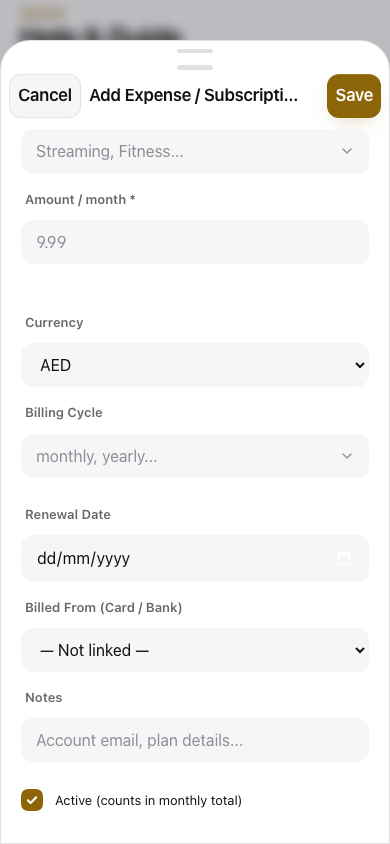 Cancel
Add Expense / Subscripti...
Save
Streaming, Fitness...
Amount / month *
9.99
Currency
AED
Billing Cycle
monthly, yearly...
Renewal Date
dd/mm/yyyy
Billed From (Card / Bank)
— Not linked —
Notes
Account email, plan details...
Active (counts in monthly total)